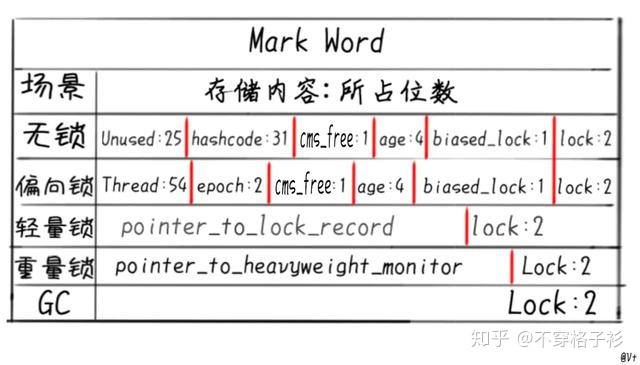 Mark Word
场景 存储内容:所占位数
无锁 Unused:25 hashcode:31 cms_free:1 age:4 biased_lock:1 lock:2
偏向锁 Thread:54 epoch:2 cms_free:1 age:4 biased_lock:1 lock:2
轻量锁 pointer_to_lock_record lock:2
重量锁 pointer_to_heavyweight_monitor Lock:2
GC Lock:2
知乎 @不穿格子衫
@Vt